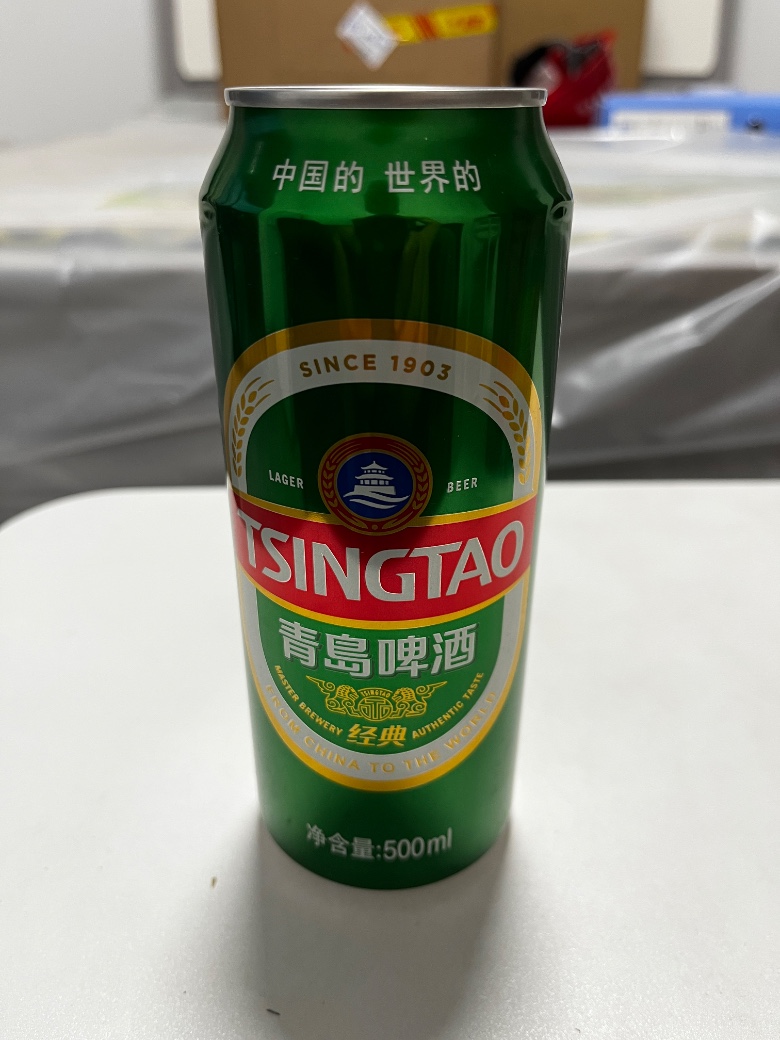 中国的 世界的
SINCE 1903
LAGER BEER
TSINGTAO
青島啤酒
TSINGTAO
MASTER BREWERY 经典 AUTHENTIC TASTE
FROM CHINA TO THE WORLD
净含量:500ml